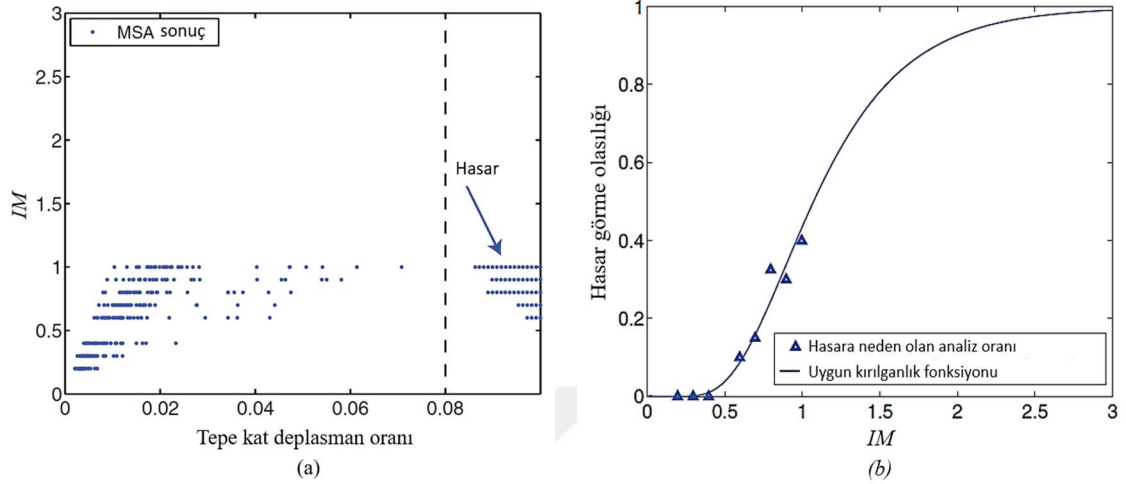 3
2.5
2
1.5
1
0.5
0
IM
MSA sonuç
Hasar
0
0.02
0.04
0.06
0.08
Tepe kat deplasman oranı
(a)
1
0.8
0.6
0.4
0.2
0
Hasar görme olasılığı
Hasara neden olan analiz oranı
Uygun kırılganlık fonksiyonu
0
0.5
1
1.5
2
2.5
3
IM
(b)